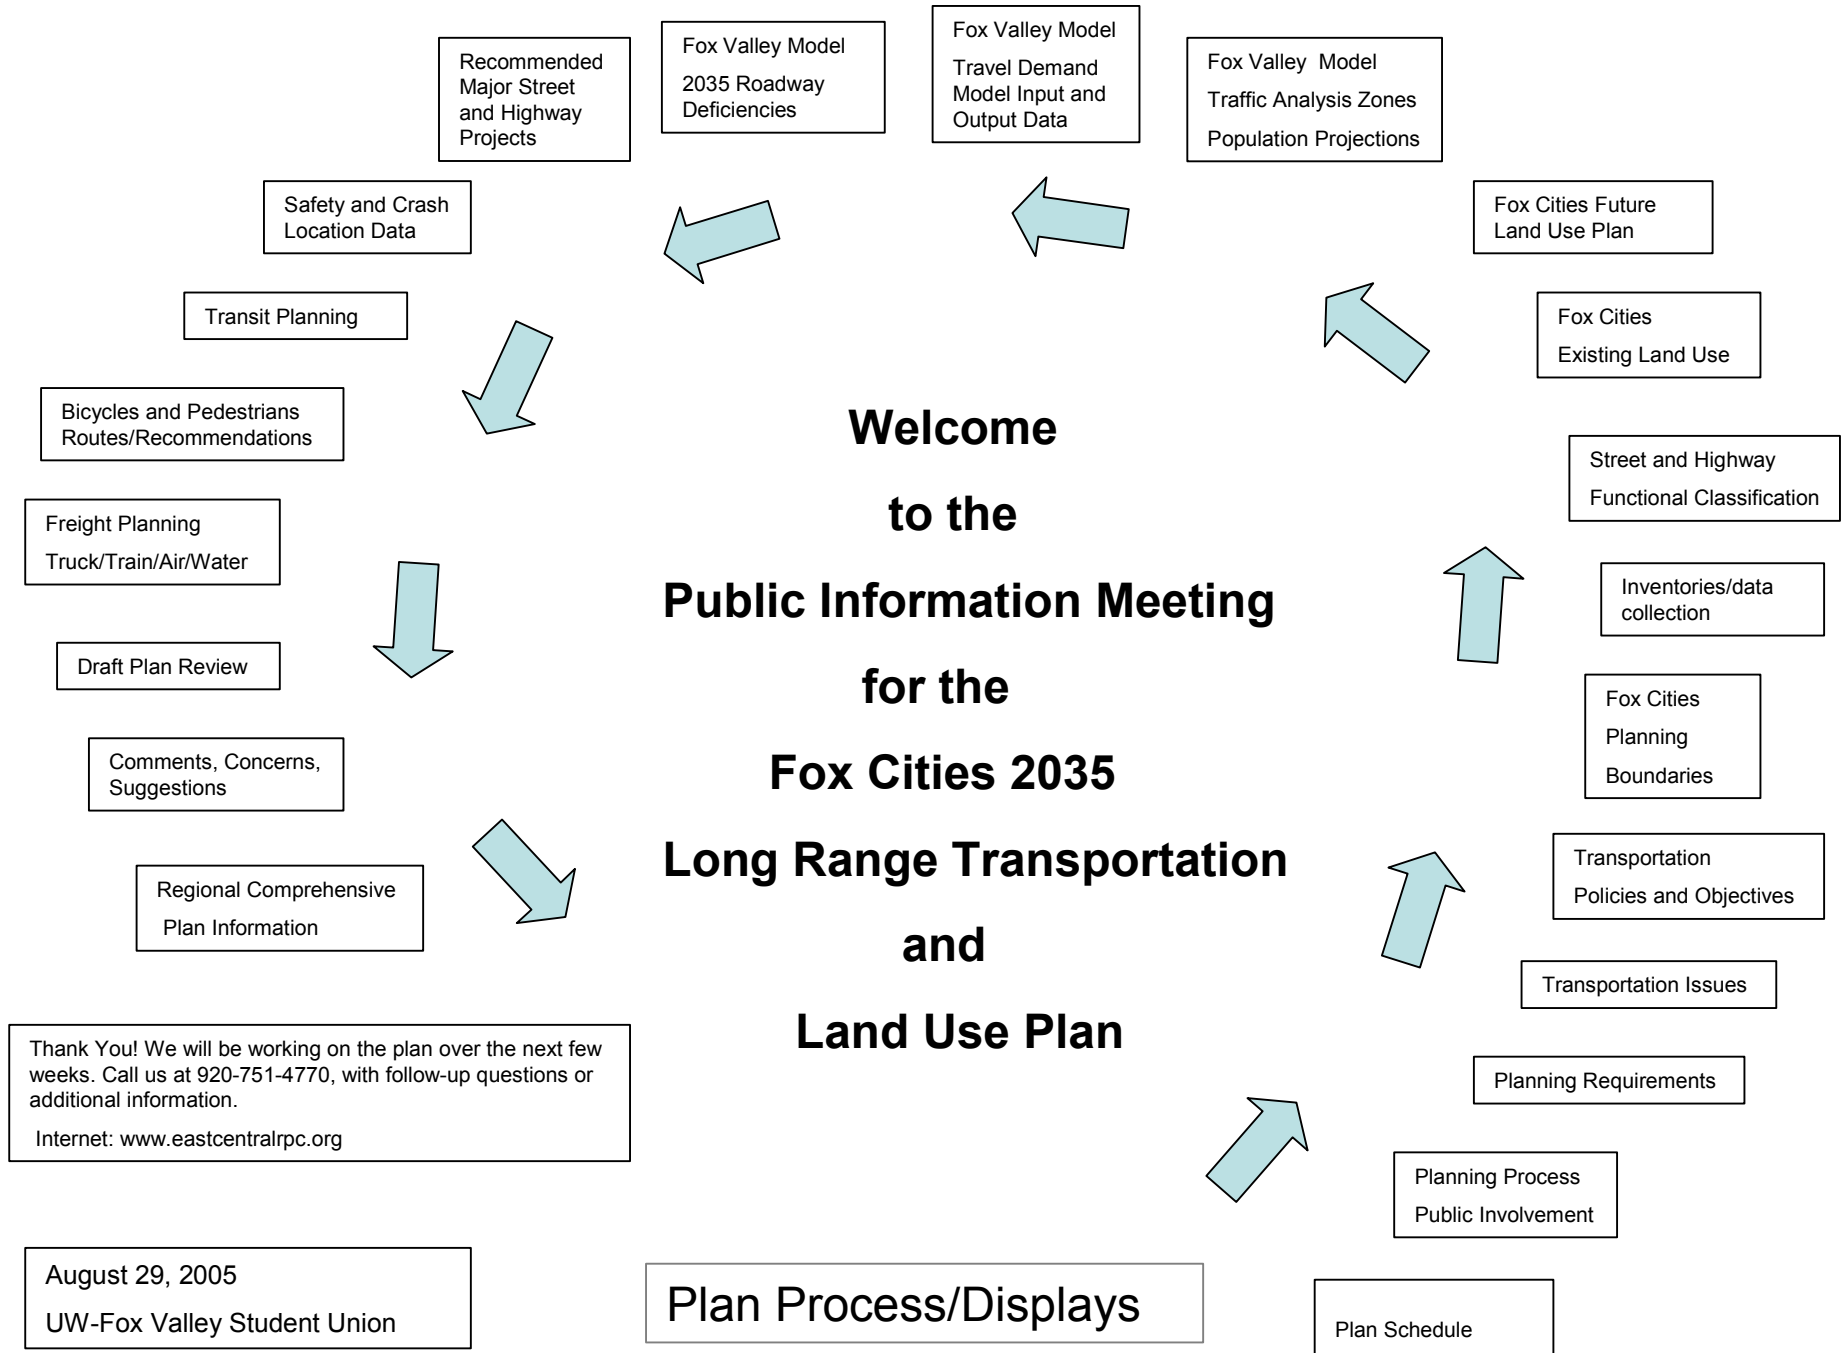 Recommended
Major Street
and Highway
Projects
Fox Valley Model
2035 Roadway
Deficiencies
Fox Valley Model
Travel Demand
Model Input and
Output Data
Fox Valley  Model
Traffic Analysis Zones
Population Projections
Safety and Crash
Location Data
Fox Cities Future
Land Use Plan
Transit Planning
Fox Cities
Existing Land Use
Bicycles and Pedestrians
Routes/Recommendations
Street and Highway
Functional Classification
Freight Planning
Truck/Train/Air/Water
Inventories/data
collection
Draft Plan Review
Fox Cities
Planning
Boundaries
Comments, Concerns,
Suggestions
Transportation
Policies and Objectives
Regional Comprehensive
Plan Information
Transportation Issues
Welcome
to the
Public Information Meeting
for the
Fox Cities 2035
Long Range Transportation
and
Land Use Plan
Thank You! We will be working on the plan over the next few
weeks. Call us at 920-751-4770, with follow-up questions or
additional information.
Internet: www.eastcentralrpc.org
Planning Requirements
Planning Process
Public Involvement
August 29, 2005
UW-Fox Valley Student Union
Plan Process/Displays
Plan Schedule